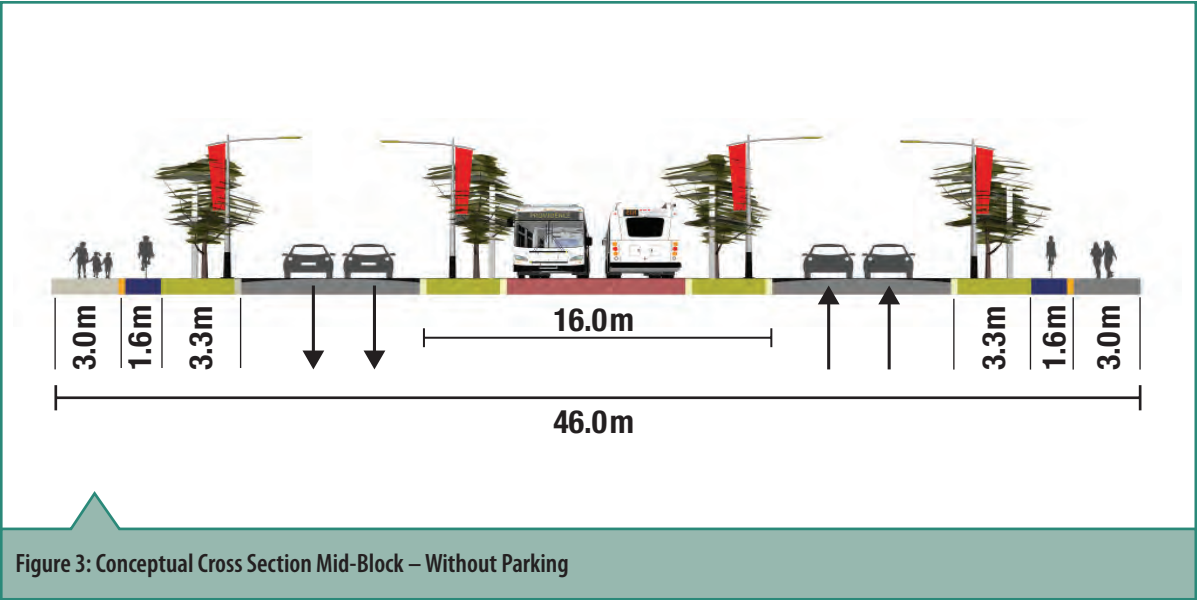 PROVIDENCE
3.0m 1.6m 3.3m 16.0m 3.3m 1.6m 3.0m
46.0m
Figure 3: Conceptual Cross Section Mid-Block – Without Parking